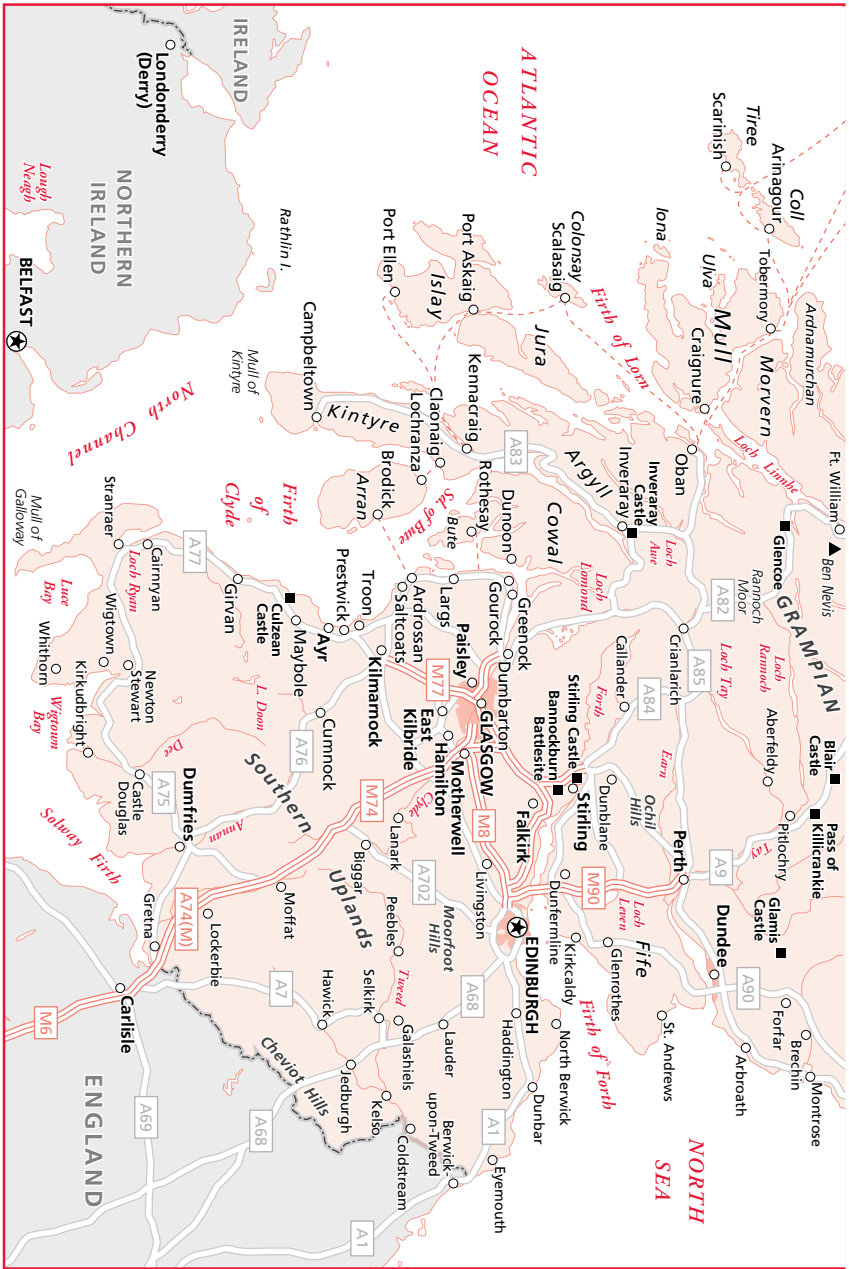 Ft. William
Ben Nevis
Ardnamurchan
Coll
Arinagour
Tiree
Scarinish
Tobermory
Morvern
Mull
Ulva
Craignure
Iona
Loch Linnhe
Glencoe
Rannoch
Moor
GRAMPIAN
Blair
Castle
Pass of
Killicrankie
Pitlochry
Loch
Rannoch
Aberfeldy
Tay
Loch Tay
Glamis
Castle
Brechin
Montrose
Forfar
A90
Arbroath
Dundee
A9
Perth
A82
A85
Crianlarich
Oban
Loch
Awe
Inveraray
Castle
Inveraray
Argyll
Firth of Lorn
Colonsay
Scalasaig
Jura
Port Askaig
Islay
Port Ellen
ATLANTIC
OCEAN
NORTH
SEA
St. Andrews
Fife
Glenrothes
Loch
Leven
M90
Kirkcaldy
Dunfermline
Firth of Forth
Earn
Ochil
Hills
Dunblane
A84
Callander
Forth
Stirling Castle
Bannockburn
Battlesite
Stirling
Loch
Lomond
Cowal
Dunoon
Rothesay
Bute
Sd. of Bute
Greenock
Gourock
Dumbarton
Falkirk
North Berwick
Dunbar
Haddington
EDINBURGH
Livingston
M8
GLASGOW
Paisley
Largs
Motherwell
Hamilton
East
Kilbride
M77
A83
Kennacraig
Claonaig
Lochranza
Brodick
Arran
Kintyre
Campbeltown
Mull of
Kintyre
Ardrossan
Saltcoats
Kilmarnock
Troon
Prestwick
Ayr
Firth
of
Clyde
Culzean
Castle
Maybole
Girvan
A77
Cumnock
A76
L. Doon
Clyde
Lanark
M74
Biggar
A702
Moorfoot
Hills
Peebles
Tweed
A68
Lauder
Galashiels
Selkirk
Eyemouth
A1
Berwick-
upon-Tweed
Coldstream
Kelso
Jedburgh
Hawick
A7
Cheviot Hills
Southern
Uplands
Moffat
Lockerbie
A74(M)
Annan
Dumfries
Gretna
Carlisle
M6
A69
A68
A1
ENGLAND
Solway Firth
A75
Castle
Douglas
Dee
Kirkudbright
Newton
Stewart
Wigtown
Wigtown
Bay
Whithorn
Luce
Bay
Cairnryan
Loch Ryan
Stranraer
Mull of
Galloway
North Channel
Rathlin I.
IRELAND
Londonderry
(Derry)
NORTHERN
IRELAND
Lough
Neagh
BELFAST